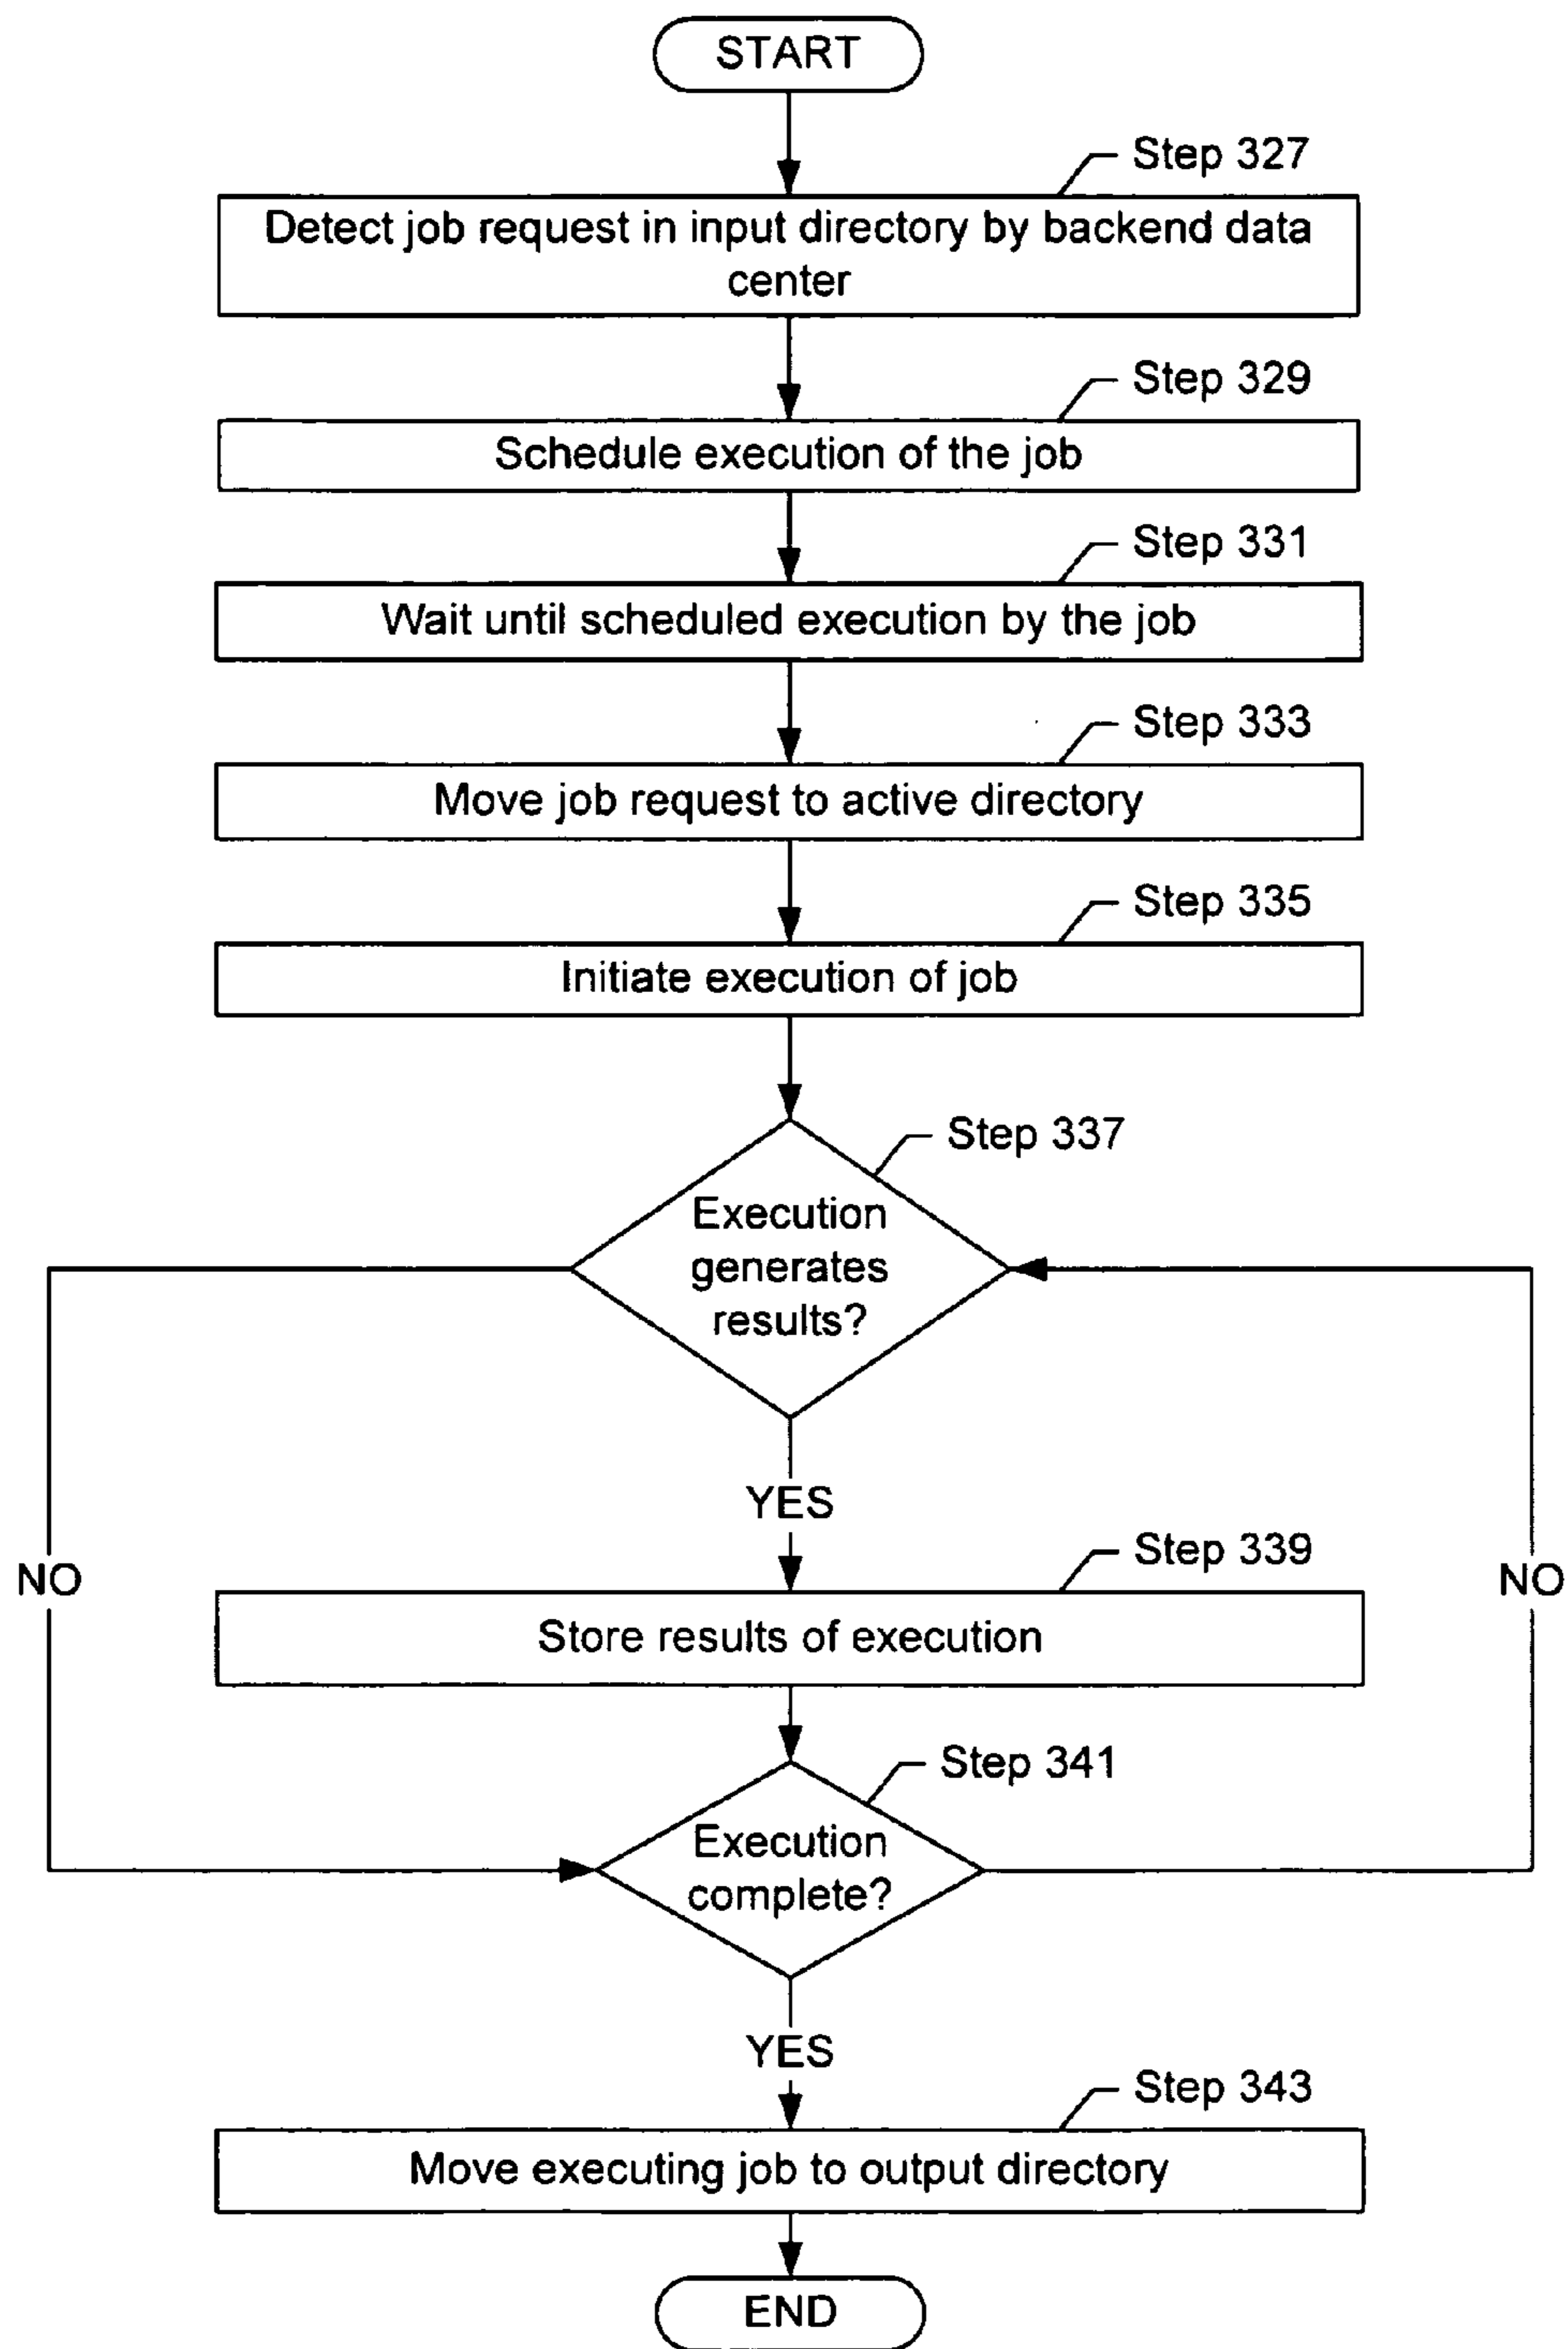 START
Step 327
Detect job request in input directory by backend data
center
Step 329
Schedule execution of the job
Step 331
Wait until scheduled execution by the job
Step 333
Move job request to active directory
Step 335
Initiate execution of job
Step 337
Execution
generates
results?
YES
Step 339
NO
NO
Store results of execution
Step 341
Execution
complete?
YES
Step 343
Move executing job to output directory
END